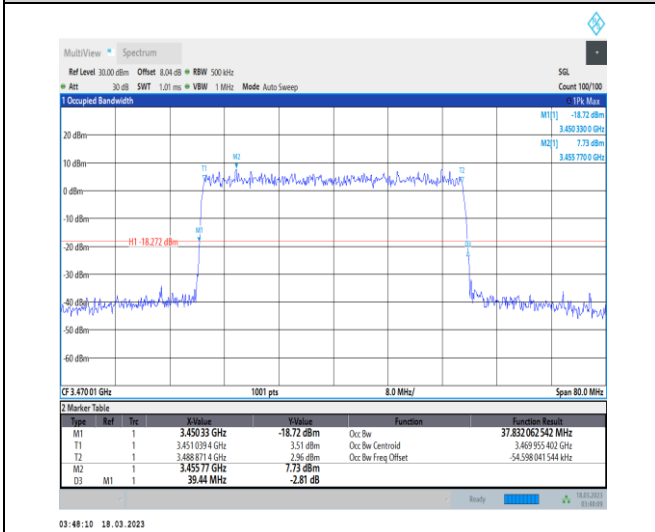 MultiView Spectrum
Ref Level 30.00 dBm Offset 8.04 dB RBW 500 kHz SGL
Att 30 dB SWT 1.01 ms VBW 1 MHz Mode Auto Sweep Count 100/100
1 Occupied Bandwidth 1Pk Max
M1[1] -18.72 dBm
3.450 330 0 GHz
M2[1] 7.73 dBm
3.455 770 0 GHz
20 dBm
10 dBm
M2
T1
T2
0 dBm
-10 dBm
M1
H1 -18.272 dBm
D3
-20 dBm
-30 dBm
-40 dBm
-50 dBm
-60 dBm
CF 3.470 01 GHz 1001 pts 8.0 MHz/ Span 80.0 MHz
2 Marker Table
Type Ref Trc X-Value Y-Value Function Function Result
M1 1 3.450 33 GHz -18.72 dBm Occ Bw 37.832 062 542 MHz
T1 1 3.451 039 4 GHz 3.51 dBm Occ Bw Centroid 3.469 955 402 GHz
T2 1 3.488 871 4 GHz 2.96 dBm Occ Bw Freq Offset -54.598 041 544 kHz
M2 1 3.455 77 GHz 7.73 dBm
D3 M1 1 39.44 MHz -2.81 dB
Ready 18.03.2023
03:48:09
03:48:10 18.03.2023